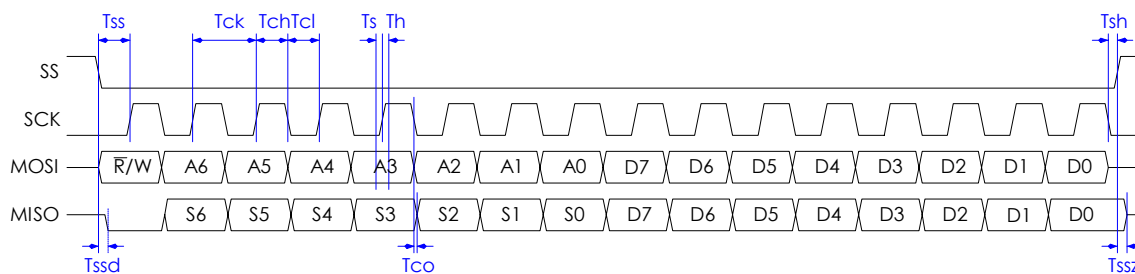 Tss Tck Tch Tcl Ts Th Tsh
SS
SCK
MOSI R̅/W A6 A5 A4 A3 A2 A1 A0 D7 D6 D5 D4 D3 D2 D1 D0
MISO S6 S5 S4 S3 S2 S1 S0 D7 D6 D5 D4 D3 D2 D1 D0
Tssd Tco Tssz